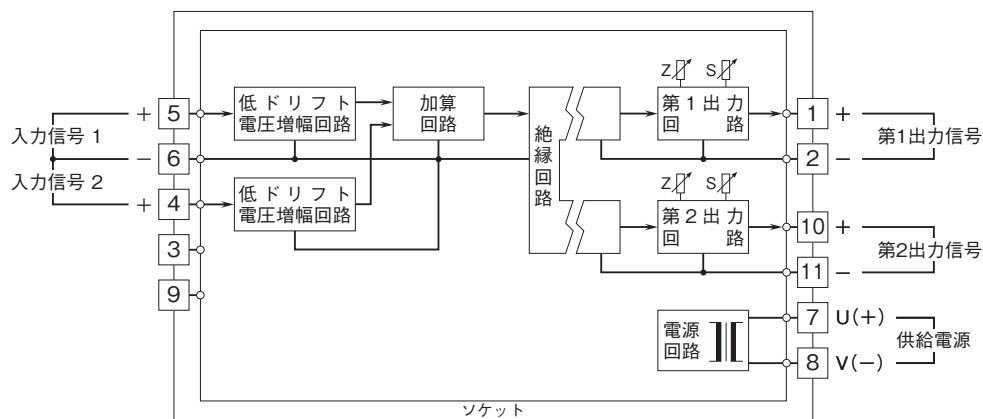 入力信号 1
入力信号 2
+
−
+
5
6
4
3
9
低ドリフト
電圧増幅回路
低ドリフト
電圧増幅回路
加算
回路
絶縁回路
Z
S
第1出力
回路
Z
S
第2出力
回路
電源
回路
1
2
10
11
7
8
+
−
+
−
U(+)
V(−)
第1出力信号
第2出力信号
供給電源
ソケット